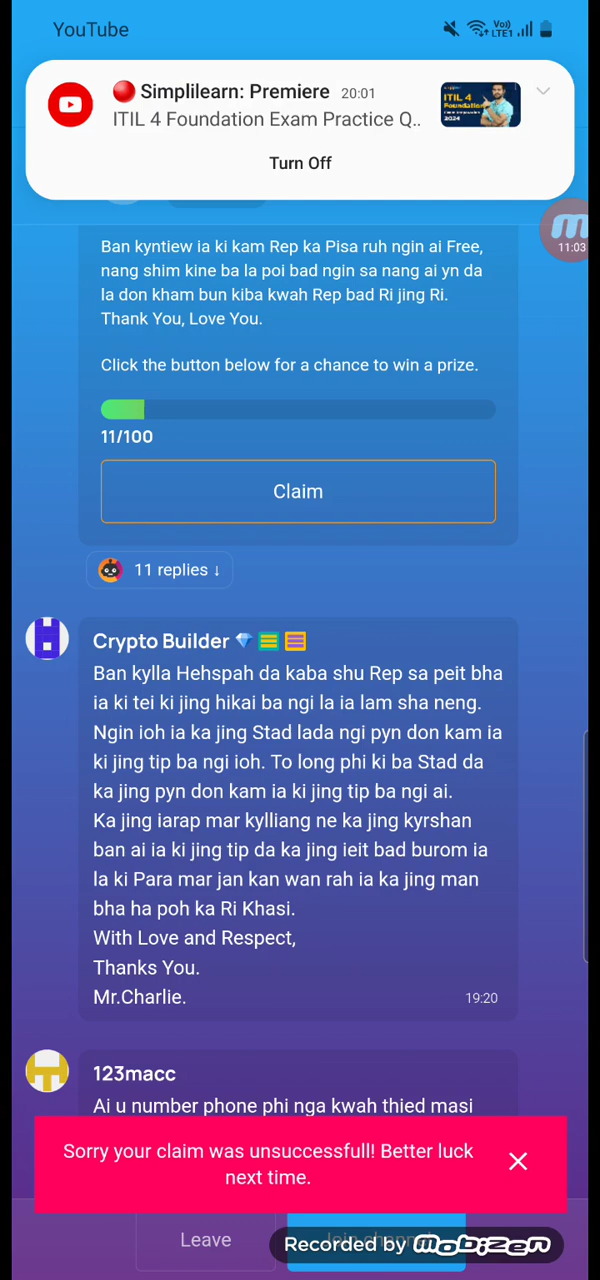 YouTube
Vo))
LTE1
Simplilearn: Premiere 20:01
ITIL 4 Foundation Exam Practice Q..
ITIL 4
Foundation
2024
Turn Off
11:03
Ban kyntiew ia ki kam Rep ka Pisa ruh ngin ai Free,
nang shim kine ba la poi bad ngin sa nang ai yn da
la don kham bun kiba kwah Rep bad Ri jing Ri.
Thank You, Love You.
Click the button below for a chance to win a prize.
11/100
Claim
11 replies ↓
Crypto Builder
Ban kylla Hehspah da kaba shu Rep sa peit bha
ia ki tei ki jing hikai ba ngi la ia lam sha neng.
Ngin ioh ia ka jing Stad lada ngi pyn don kam ia
ki jing tip ba ngi ioh. To long phi ki ba Stad da
ka jing pyn don kam ia ki jing tip ba ngi ai.
Ka jing iarap mar kylliang ne ka jing kyrshan
ban ai ia ki jing tip da ka jing ieit bad burom ia
la ki Para mar jan kan wan rah ia ka jing man
bha ha poh ka Ri Khasi.
With Love and Respect,
Thanks You.
Mr.Charlie.
19:20
123macc
Ai u number phone phi nga kwah thied masi
Sorry your claim was unsuccessfull! Better luck
next time.
Leave
Join channel
Recorded by mobizen